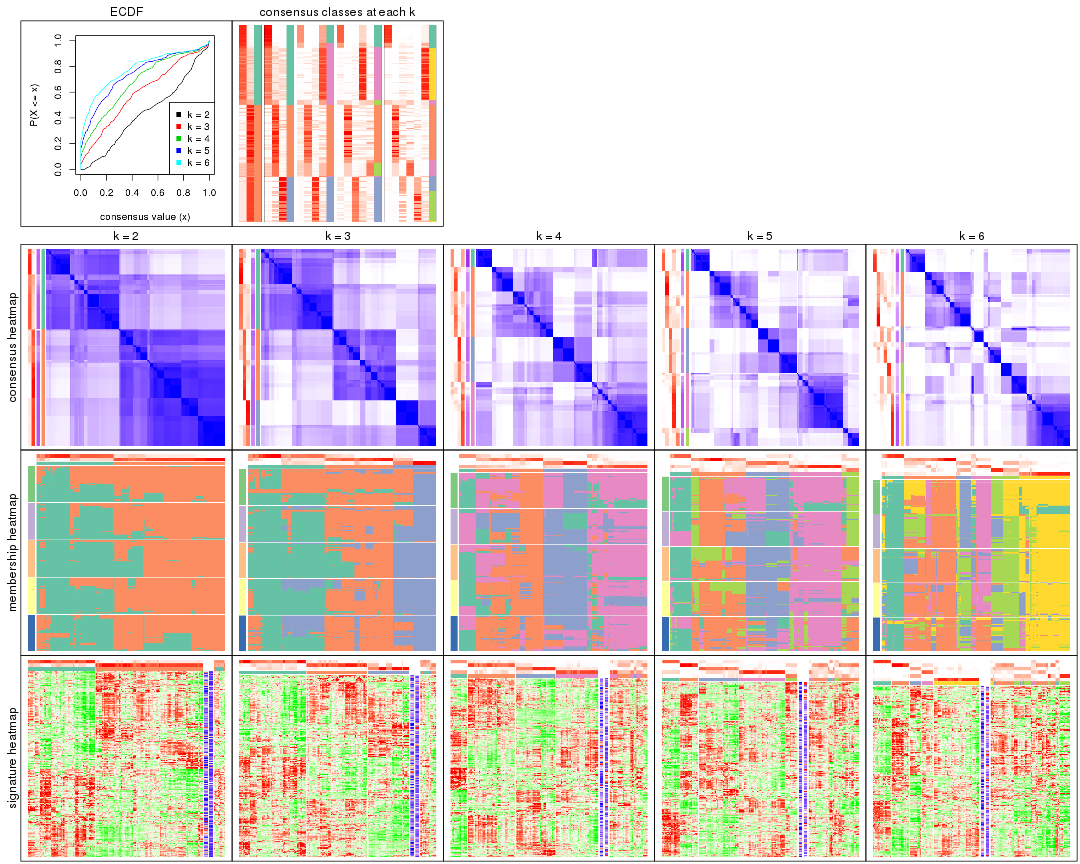 ECDF
consensus classes at each k
P(X <= x)
0.0 0.2 0.4 0.6 0.8 1.0
k = 2
k = 3
k = 4
k = 5
k = 6
0.0 0.2 0.4 0.6 0.8 1.0
consensus value (x)
k = 2 k = 3 k = 4 k = 5 k = 6
consensus heatmap
membership heatmap
signature heatmap